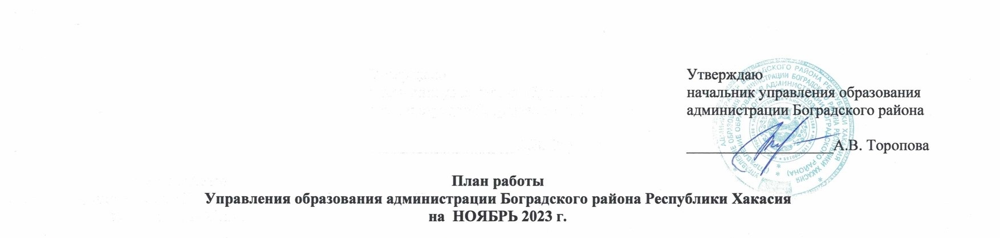 Утверждаю
начальник управления образования
администрации Боградского района
А.В. Торопова
План работы
Управления образования администрации Боградского района Республики Хакасия
на НОЯБРЬ 2023 г.